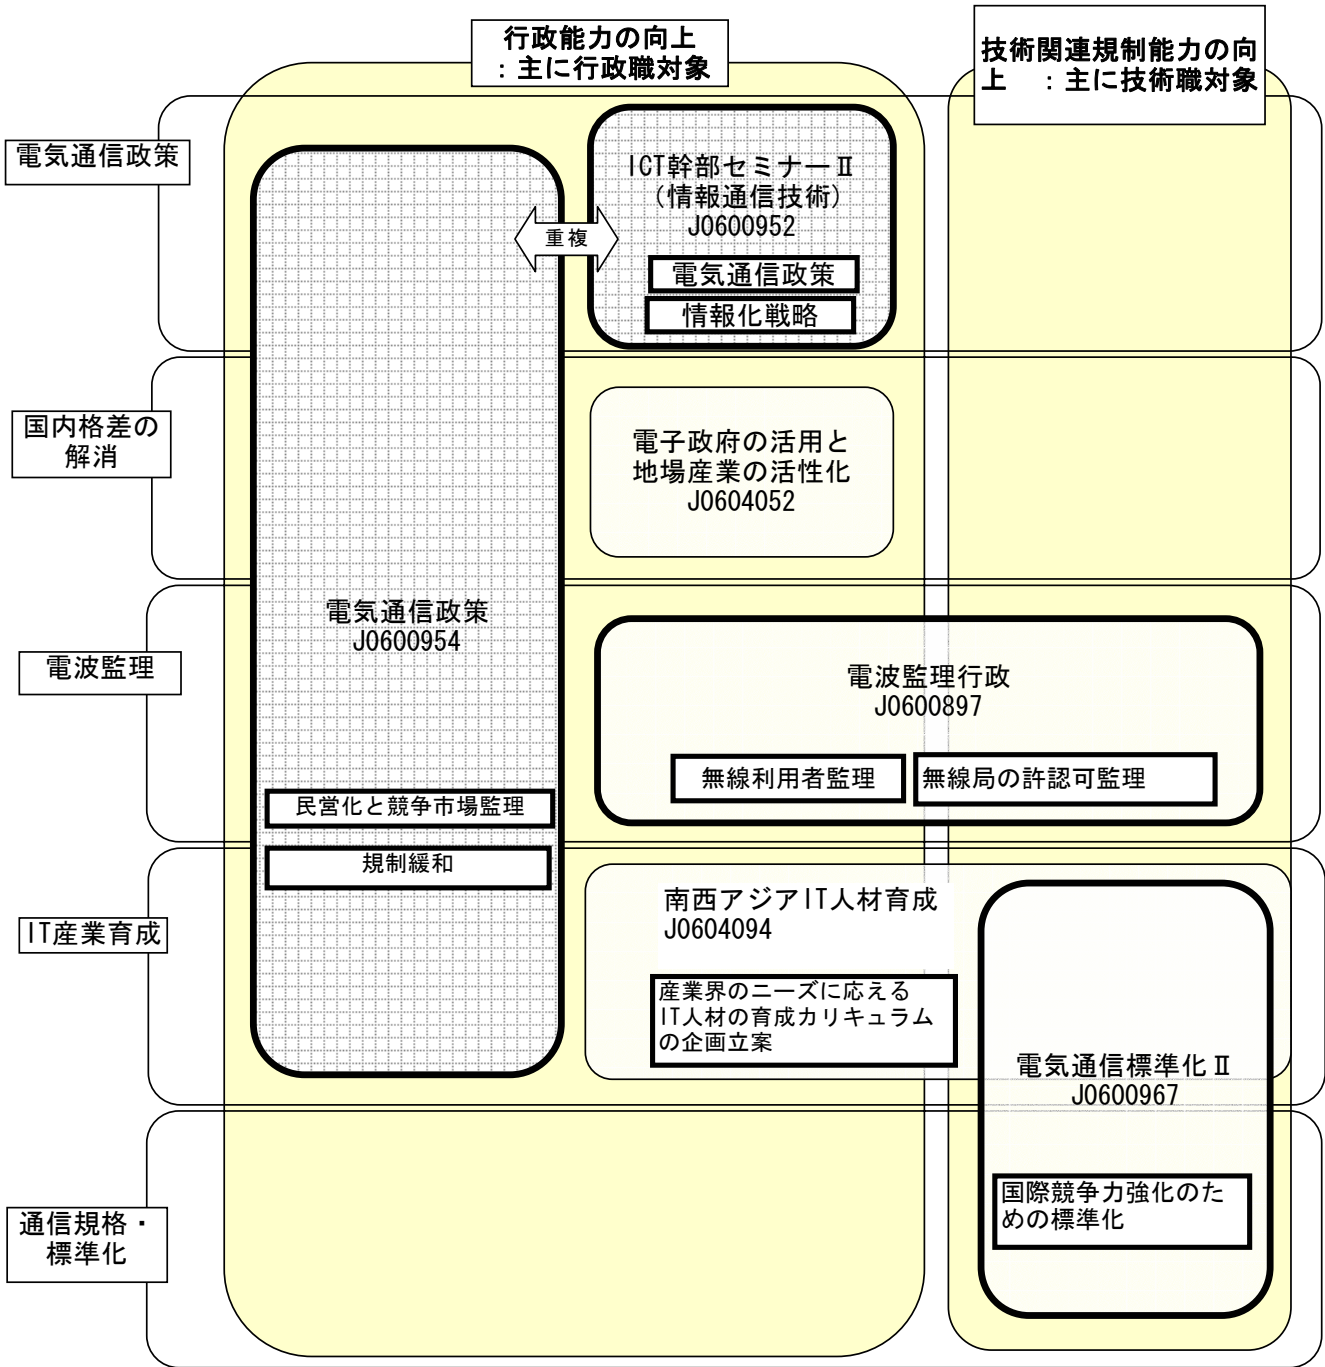 行政能力の向上
：主に行政職対象
技術関連規制能力の向
上　：主に技術職対象
電気通信政策
ICT幹部セミナーⅡ
（情報通信技術）
J0600952
重複
電気通信政策
情報化戦略
国内格差の
解消
電子政府の活用と
地場産業の活性化
J0604052
電気通信政策
J0600954
電波監理
電波監理行政
J0600897
無線利用者監理
無線局の許認可監理
民営化と競争市場監理
規制緩和
IT産業育成
南西アジアIT人材育成
J0604094
産業界のニーズに応える
IT人材の育成カリキュラム
の企画立案
電気通信標準化Ⅱ
J0600967
国際競争力強化のた
めの標準化
通信規格・
標準化